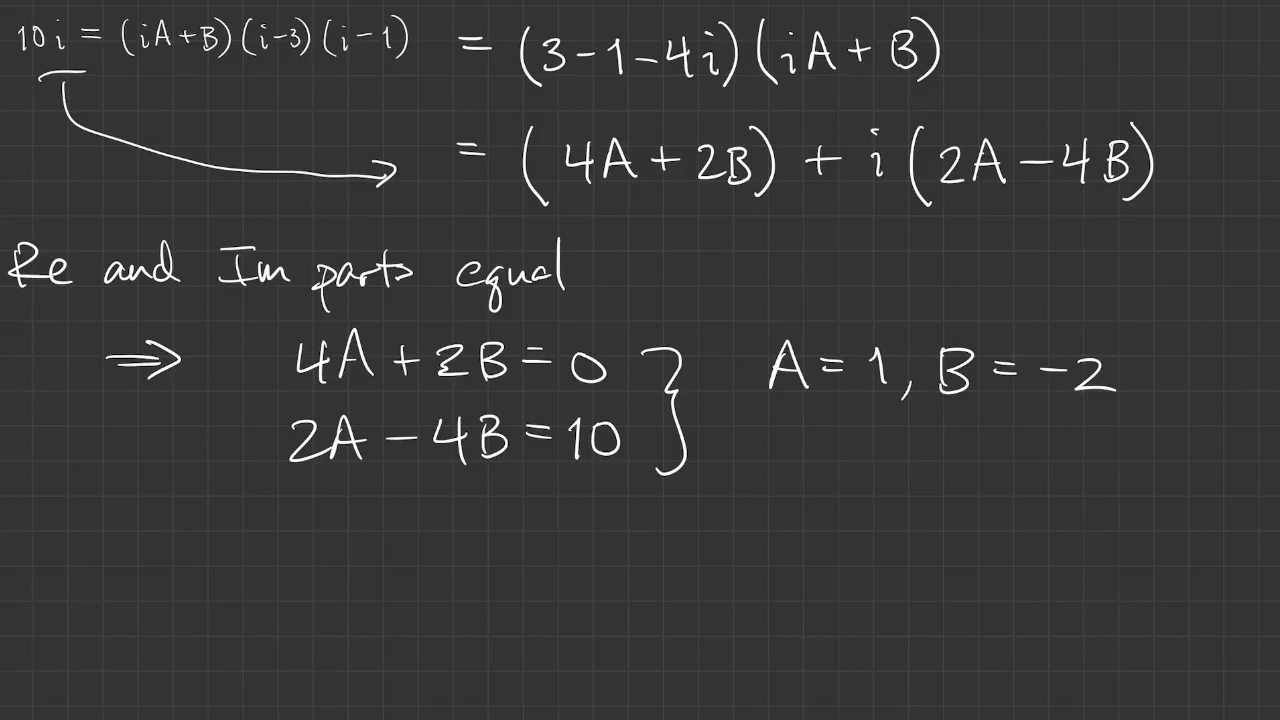 10i = (iA+B)(i-3)(i-1) = (3-1-4i)(iA+B)
= (4A+2B) + i(2A-4B)
Re and Im parts equal
⇒ 4A+2B=0 } A=1, B=-2
2A-4B=10